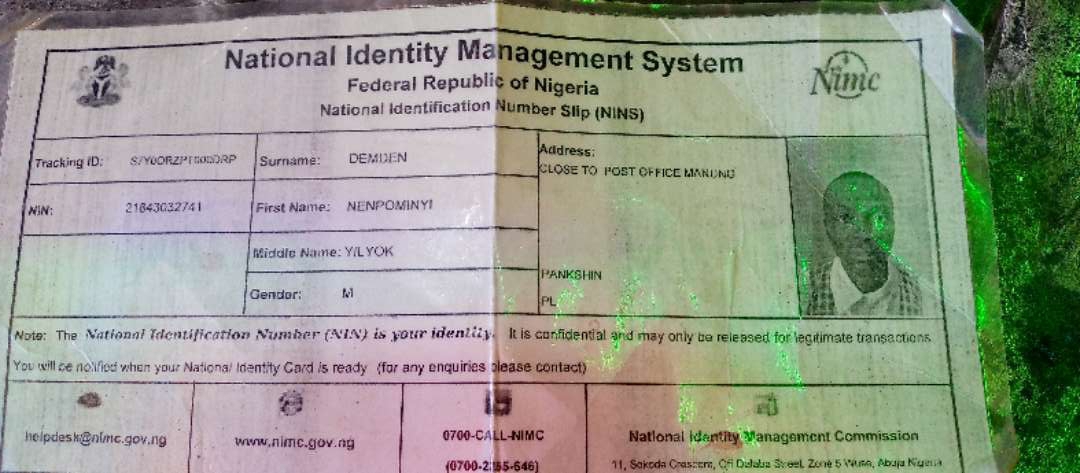 National Identity Management System
Federal Republic of Nigeria
National Identification Number Slip (NINS)
Nimc
Tracking ID:
Surname: DEMDEN
Address:
CLOSE TO POST OFFICE
NIN: 21643032741
First Name: NENPOMINYI
Middle Name: YILYOK
PANKSHIN
Gender: M
PL
Note: The National Identification Number (NIN) is your identity. It is confidential and may only be released for legitimate transactions.
You will be notified when your National Identity Card is ready (for any enquiries please contact)
helpdesk@nimc.gov.ng
www.nimc.gov.ng
0700-CALL-NIMC
(0700-2255-646)
National Identity Management Commission
11, Sokode Crescent, Off Dalaba Street, Zone 5 Wuse, Abuja Nigeria